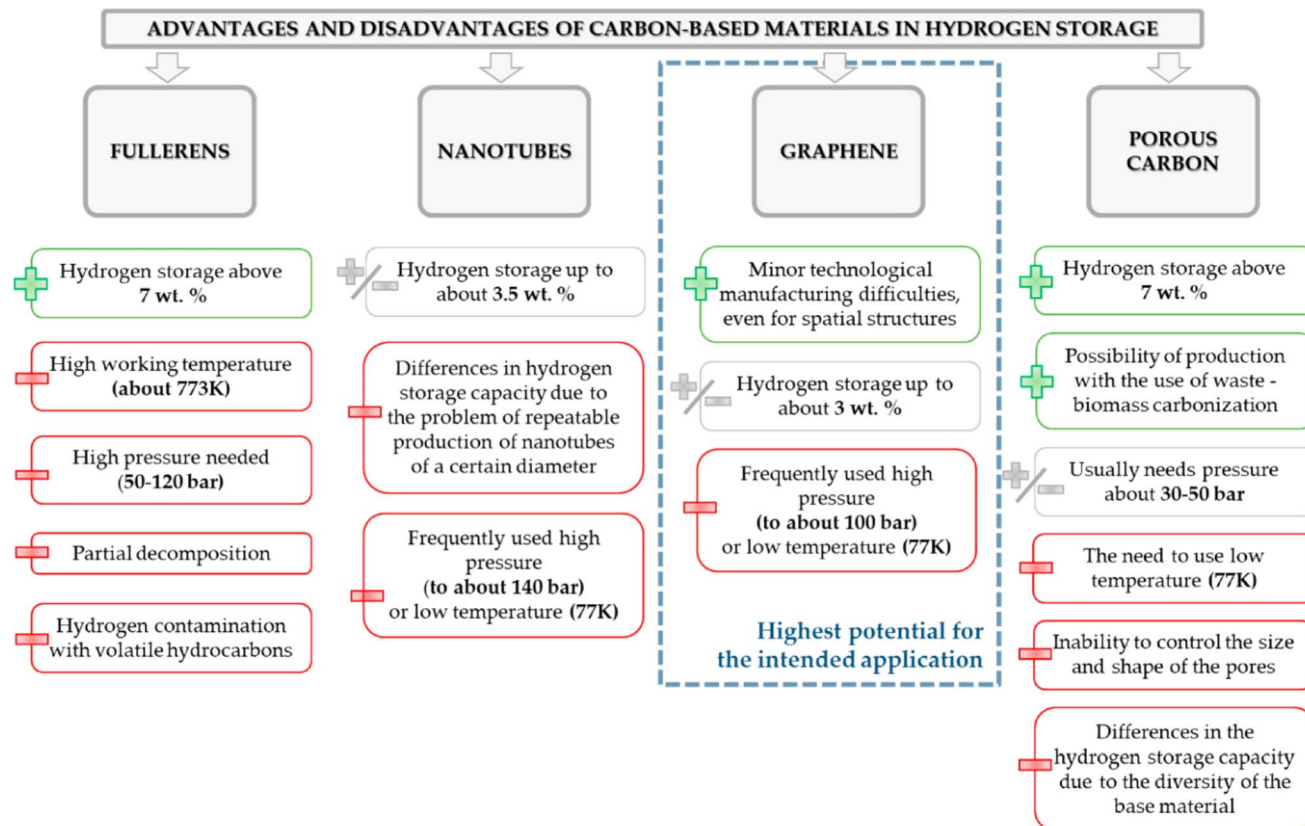 ADVANTAGES AND DISADVANTAGES OF CARBON-BASED MATERIALS IN HYDROGEN STORAGE
FULLERENS
Hydrogen storage above
7 wt. %
High working temperature
(about 773K)
High pressure needed
(50-120 bar)
Partial decomposition
Hydrogen contamination
with volatile hydrocarbons
NANOTUBES
Hydrogen storage up to
about 3.5 wt. %
Differences in hydrogen
storage capacity due to
the problem of repeatable
production of nanotubes
of a certain diameter
Frequently used high
pressure
(to about 140 bar)
or low temperature (77K)
GRAPHENE
Minor technological
manufacturing difficulties,
even for spatial structures
Hydrogen storage up to
about 3 wt. %
Frequently used high
pressure
(to about 100 bar)
or low temperature (77K)
Highest potential for
the intended application
POROUS
CARBON
Hydrogen storage above
7 wt. %
Possibility of production
with the use of waste -
biomass carbonization
Usually needs pressure
about 30-50 bar
The need to use low
temperature (77K)
Inability to control the size
and shape of the pores
Differences in the
hydrogen storage capacity
due to the diversity of the
base material